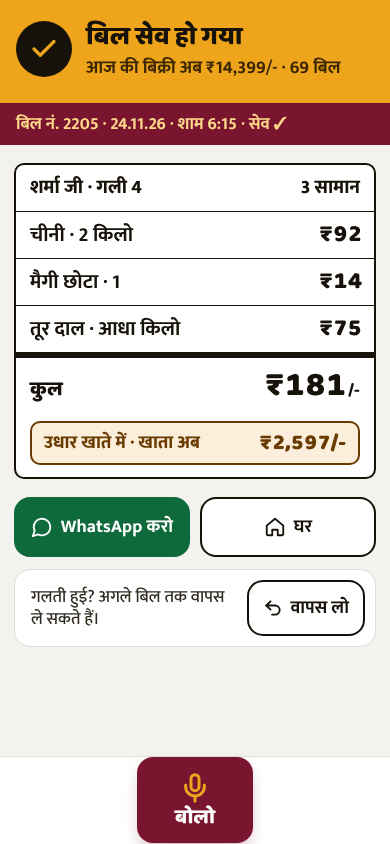 बिल सेव हो गया
आज की बिक्री अब ₹14,399/- · 69 बिल
बिल नं. 2205 · 24.11.26 · शाम 6:15 · सेव ✓
शर्मा जी · गली 4 3 सामान
चीनी · 2 किलो ₹92
मैगी छोटा · 1 ₹14
तूर दाल · आधा किलो ₹75
कुल ₹181/-
उधार खाते में · खाता अब ₹2,597/-
WhatsApp करो घर
गलती हुई? अगले बिल तक वापस
ले सकते हैं।
वापस लो
बोलो